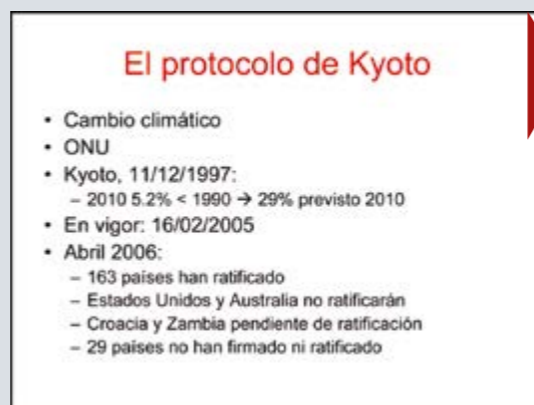 El protocolo de Kyoto
• Cambio climático
• ONU
• Kyoto, 11/12/1997:
– 2010 5.2% < 1990 → 29% previsto 2010
• En vigor: 16/02/2005
• Abril 2006:
– 163 países han ratificado
– Estados Unidos y Australia no ratificarán
– Croacia y Zambia pendiente de ratificación
– 29 países no han firmado ni ratificado